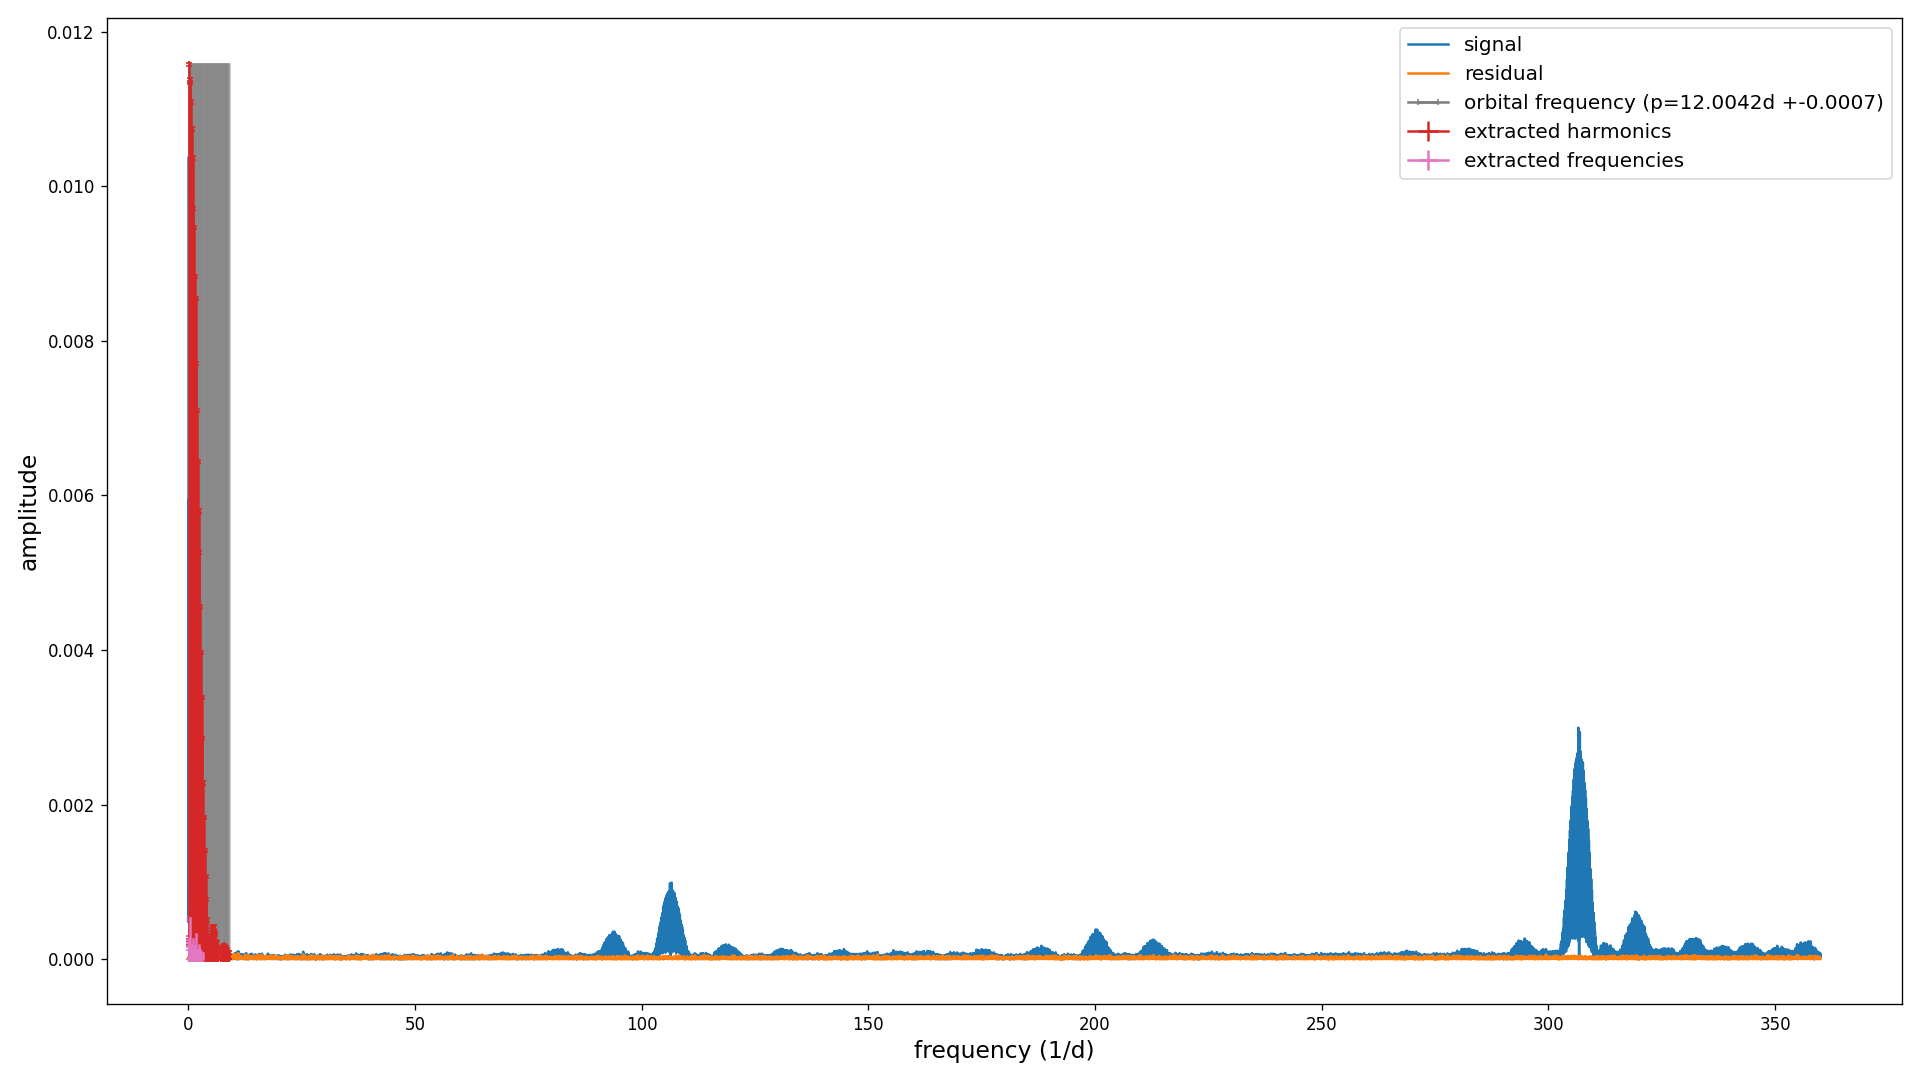 0.012
0.010
0.008
0.006
0.004
0.002
0.000
amplitude
0
50
100
150
200
250
300
350
frequency (1/d)
signal
residual
orbital frequency (p=12.0042d +-0.0007)
extracted harmonics
extracted frequencies